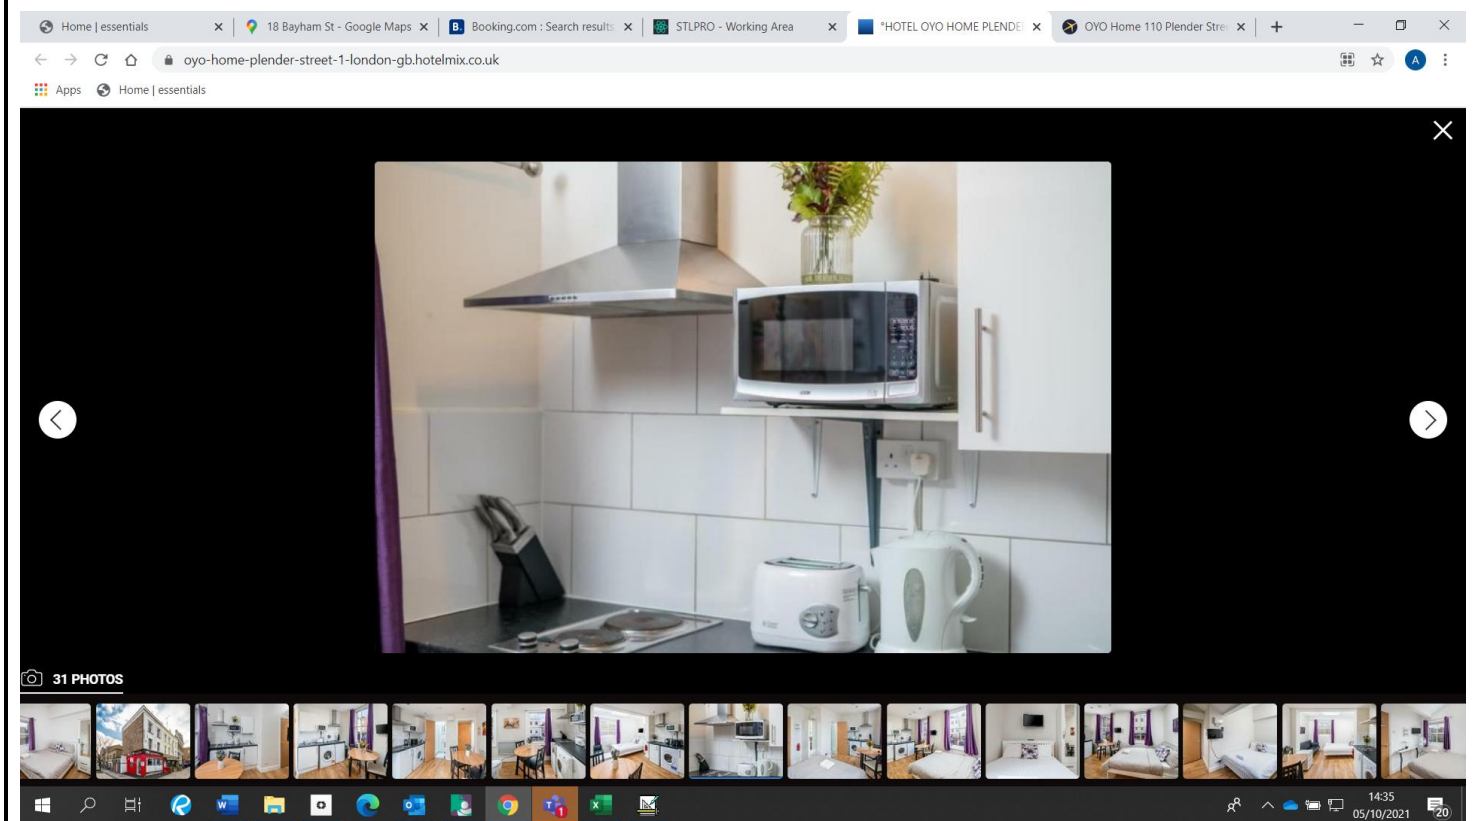 Home | essentials
18 Bayham St - Google Maps
B.
Booking.com : Search results
STLPRO - Working Area
*HOTEL OYO HOME PLENDE
OYO Home 110 Plender Stre
oyo-home-plender-street-1-london-gb.hotelmix.co.uk
A
Apps
Home | essentials
31 PHOTOS
14:35
05/10/2021
20